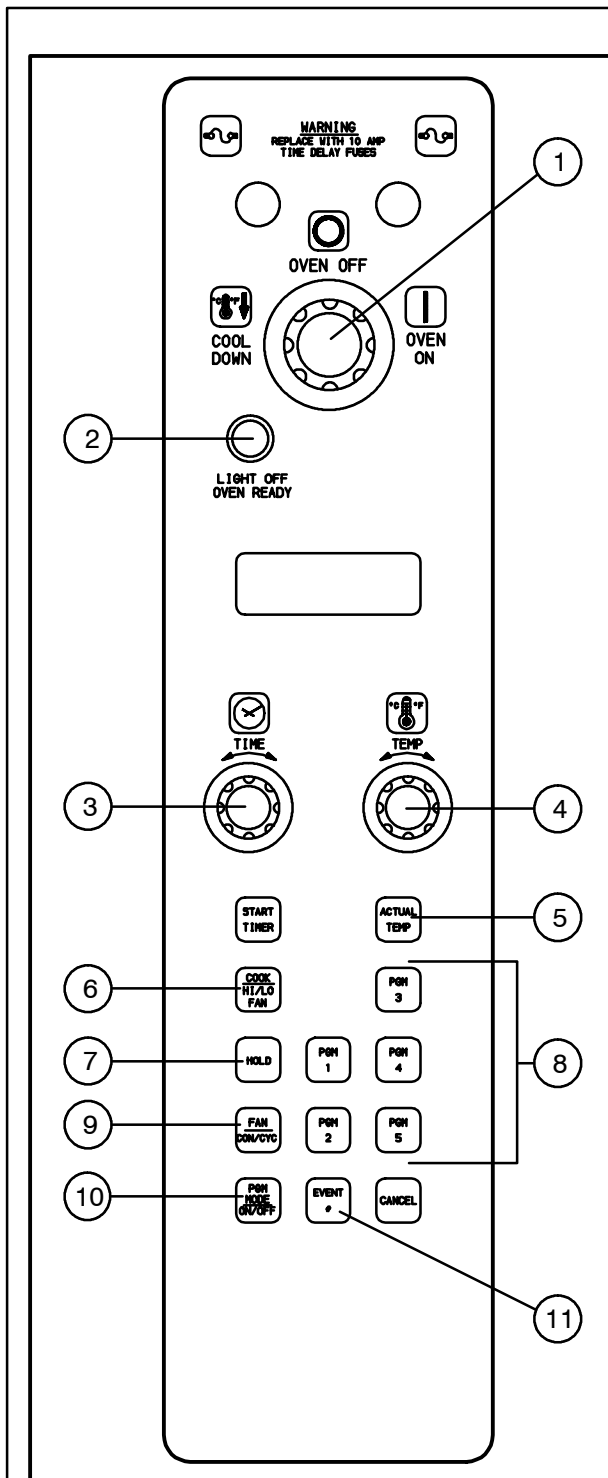 WARNING
REPLACE WITH 10 AMP
TIME DELAY FUSES
1
OVEN OFF
°C °F
COOL
DOWN
OVEN
ON
2
LIGHT OFF
OVEN READY
TIME
°C °F
TEMP
3
4
START
TIMER
ACTUAL
TEMP
5
6
COOK
HI/LO
FAN
PGM
3
7
HOLD
PGM
1
PGM
4
8
9
FAN
CON/CYC
PGM
2
PGM
5
10
PGM
MODE
ON/OFF
EVENT
#
CANCEL
11